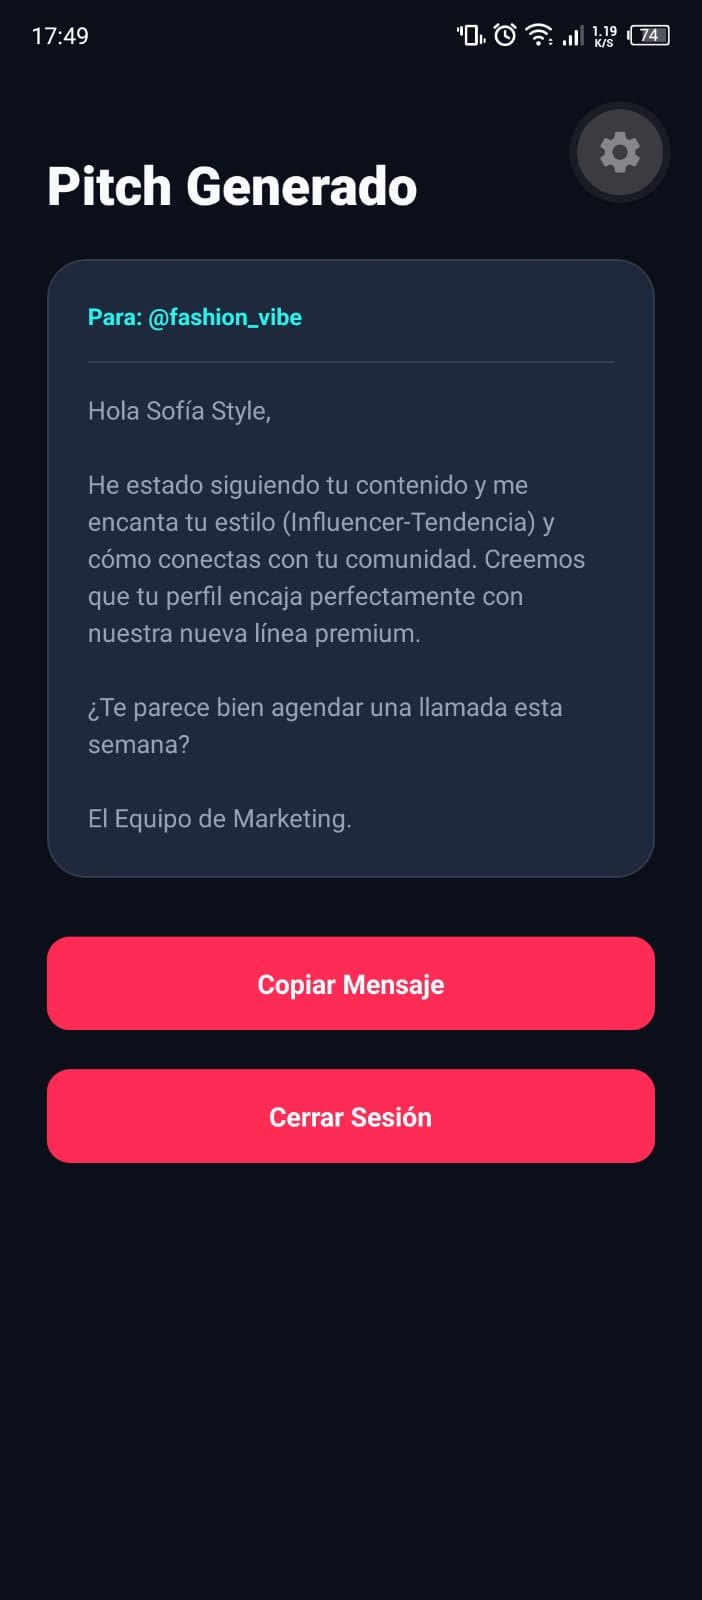 17:49
1.19
K/S
74
Pitch Generado
Para: @fashion_vibe
Hola Sofía Style,
He estado siguiendo tu contenido y me
encanta tu estilo (Influencer-Tendencia) y
cómo conectas con tu comunidad. Creemos
que tu perfil encaja perfectamente con
nuestra nueva línea premium.
¿Te parece bien agendar una llamada esta
semana?
El Equipo de Marketing.
Copiar Mensaje
Cerrar Sesión